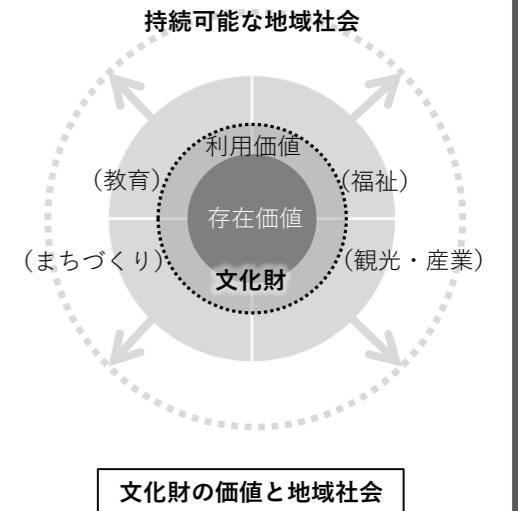 持続可能な地域社会
利用価値
（教育）
（福祉）
存在価値
（まちづくり）
（観光・産業）
文化財
文化財の価値と地域社会